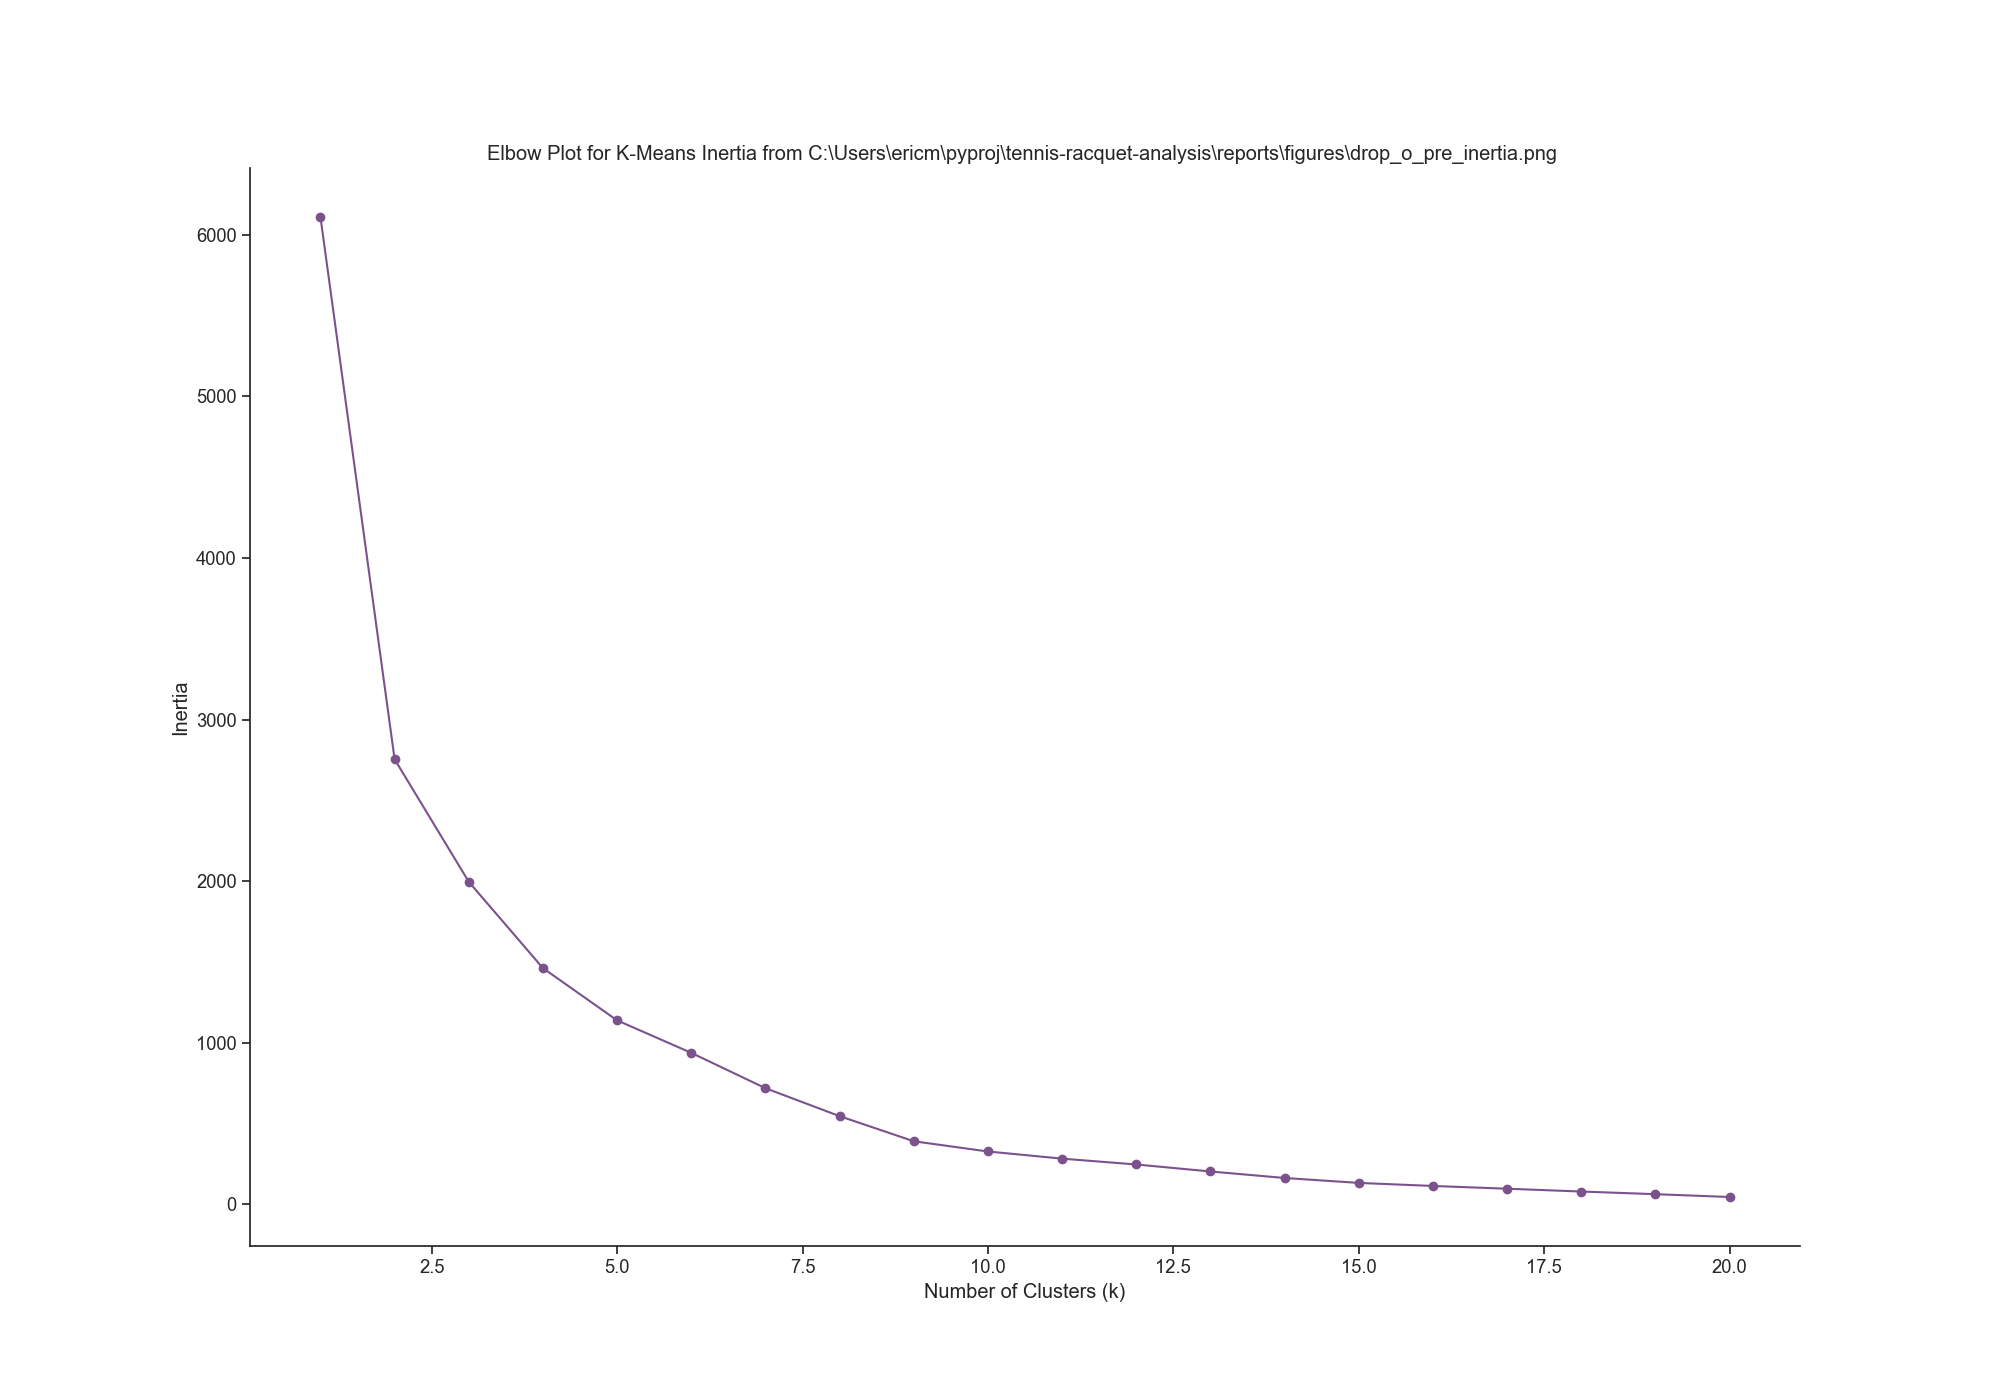 Elbow Plot for K-Means Inertia from C:\Users\ericm\pyproj\tennis-racquet-analysis\reports\figures\drop_o_pre_inertia.png
6000
5000
4000
3000
2000
1000
0
Inertia
2.5 5.0 7.5 10.0 12.5 15.0 17.5 20.0
Number of Clusters (k)